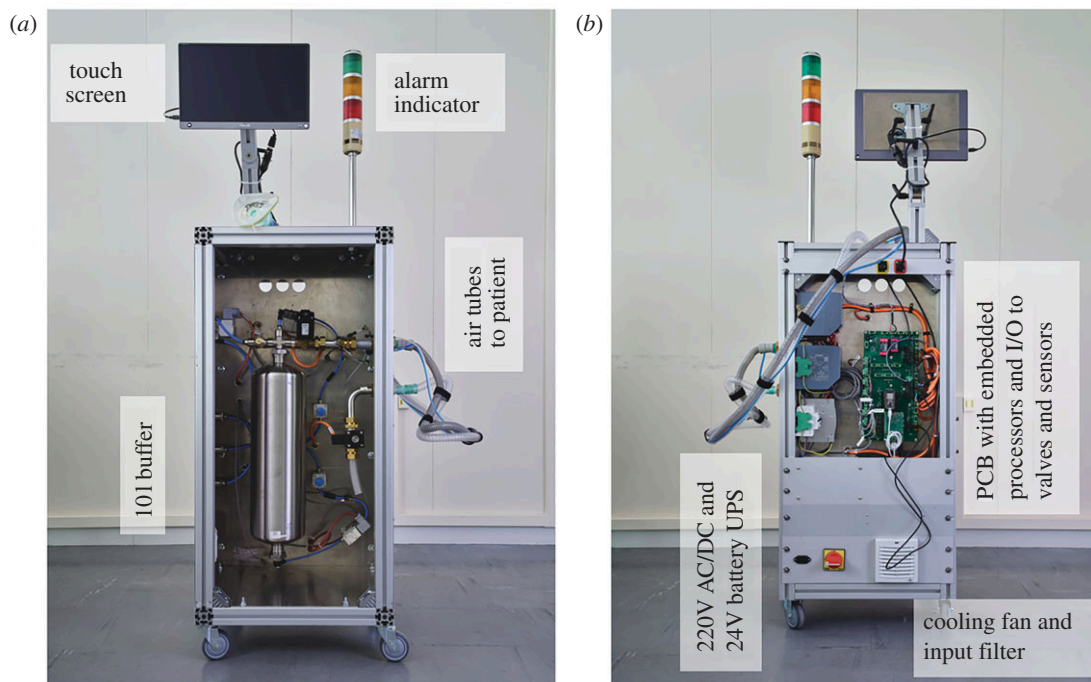 (a)
touch
screen
alarm
indicator
air tubes
to patient
10 l buffer
(b)
PCB with embedded
processors and I/O to
valves and sensors
220V AC/DC and
24V battery UPS
cooling fan and
input filter